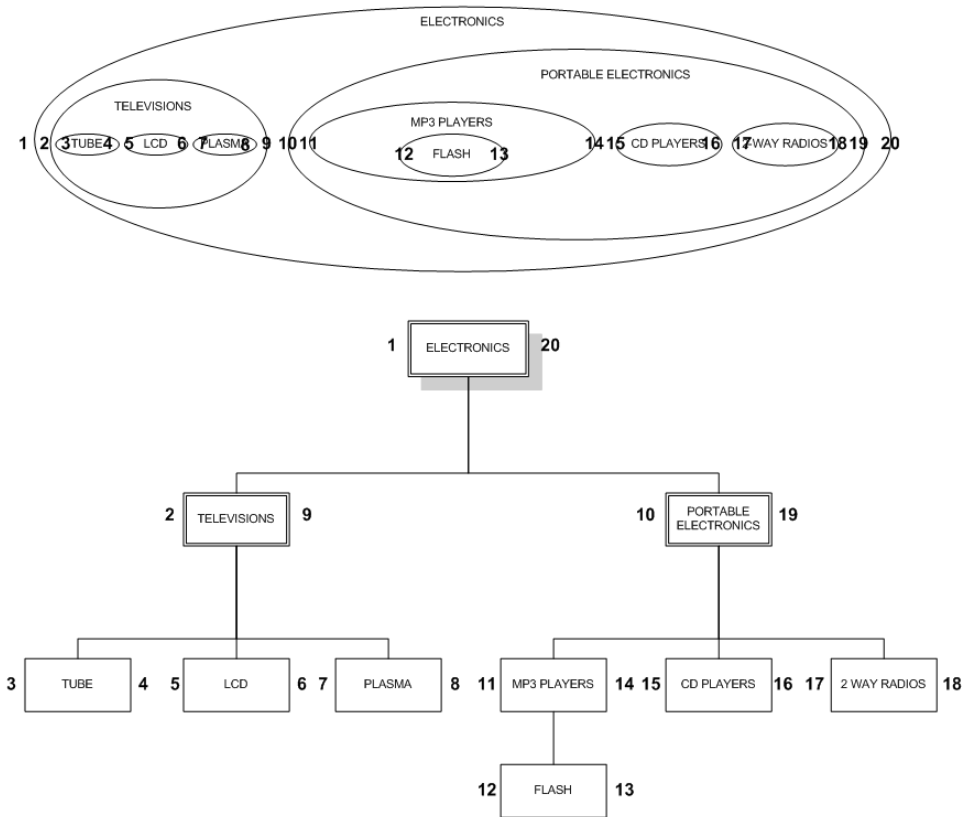 ELECTRONICS
PORTABLE ELECTRONICS
TELEVISIONS
MP3 PLAYERS
1 2 3 TUBE 4 5 LCD 6 7 PLASMA 8 9 10 11 14 15 CD PLAYERS 16 17 2 WAY RADIOS 18 19 20
12 FLASH 13
1 ELECTRONICS 20
2 TELEVISIONS 9 10 PORTABLE 19
ELECTRONICS
3 TUBE 4 5 LCD 6 7 PLASMA 8 11 MP3 PLAYERS 14 15 CD PLAYERS 16 17 2 WAY RADIOS 18
12 FLASH 13